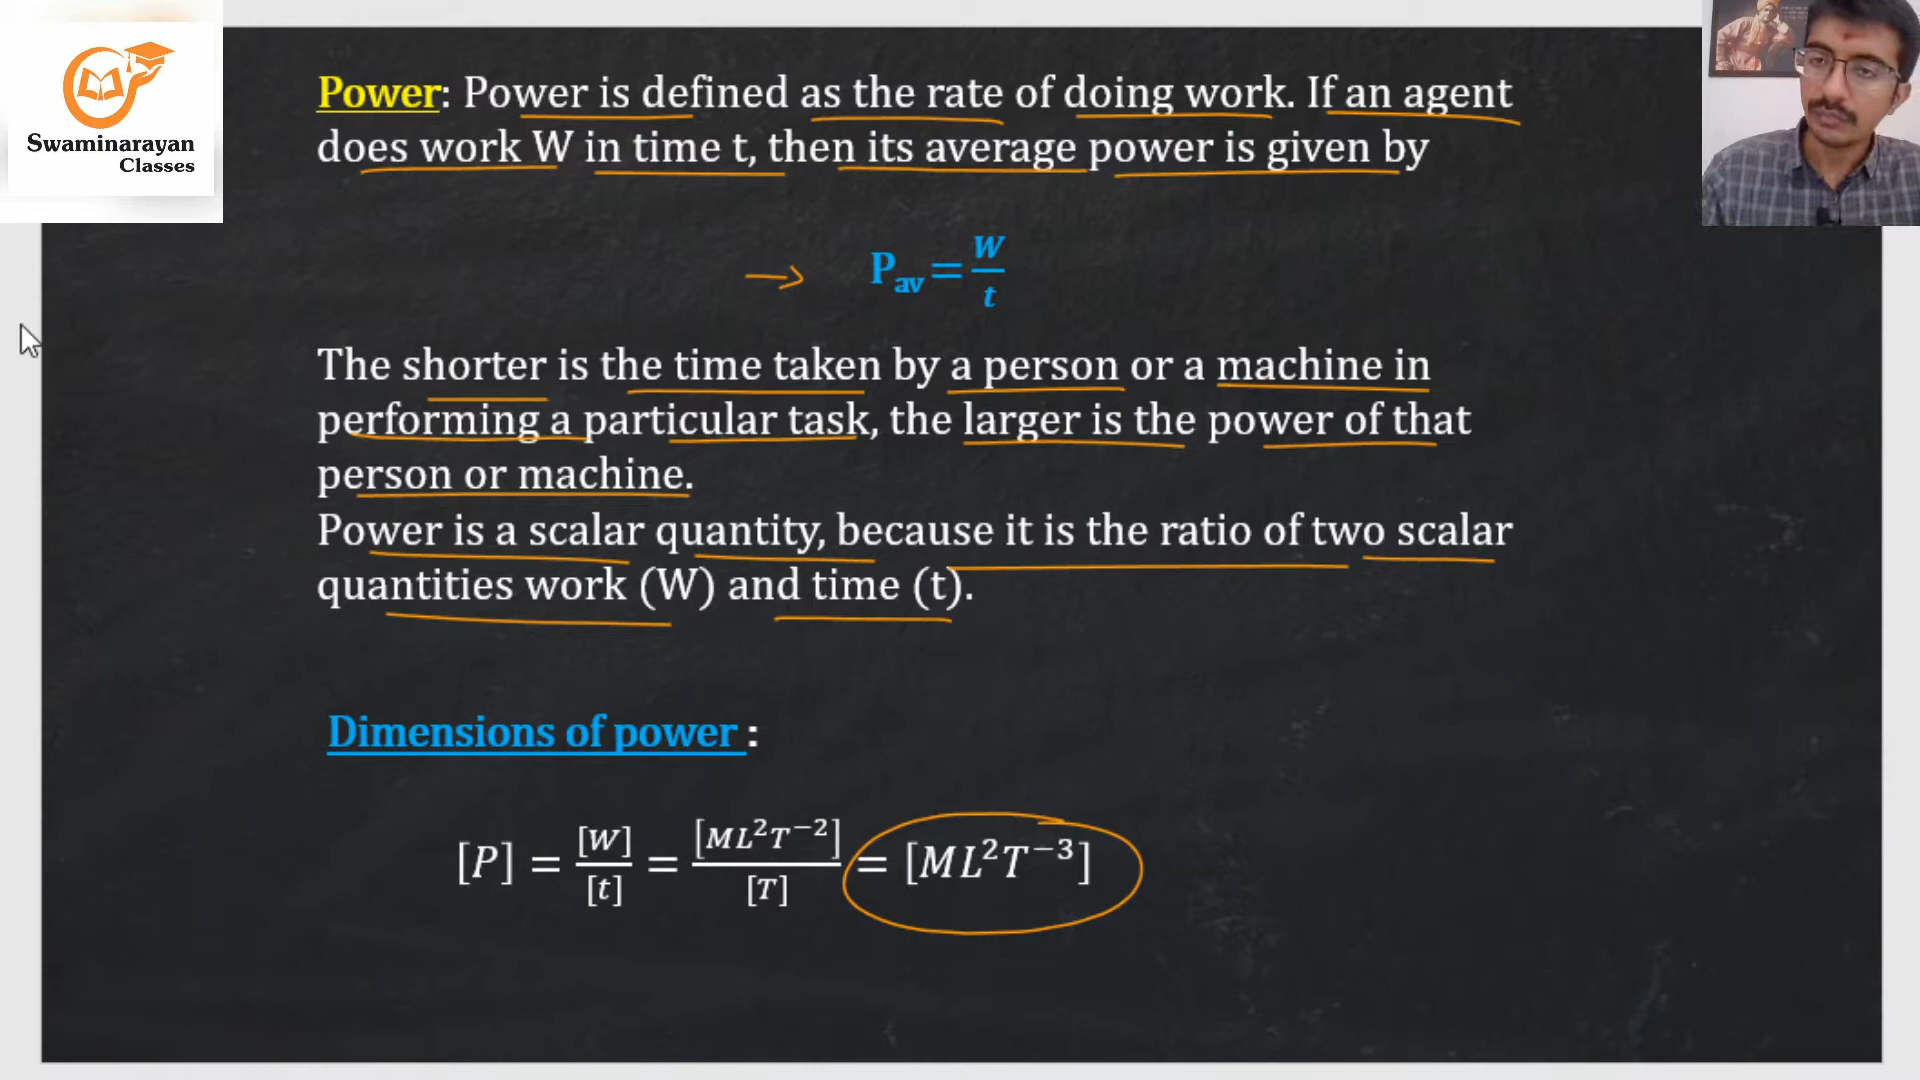 Swaminarayan
Classes
Power: Power is defined as the rate of doing work. If an agent
does work W in time t, then its average power is given by
→ P_av = W/t
The shorter is the time taken by a person or a machine in
performing a particular task, the larger is the power of that
person or machine.
Power is a scalar quantity, because it is the ratio of two scalar
quantities work (W) and time (t).
Dimensions of power :
[P] = [W]/[t] = [ML²T⁻²]/[T] = [ML²T⁻³]